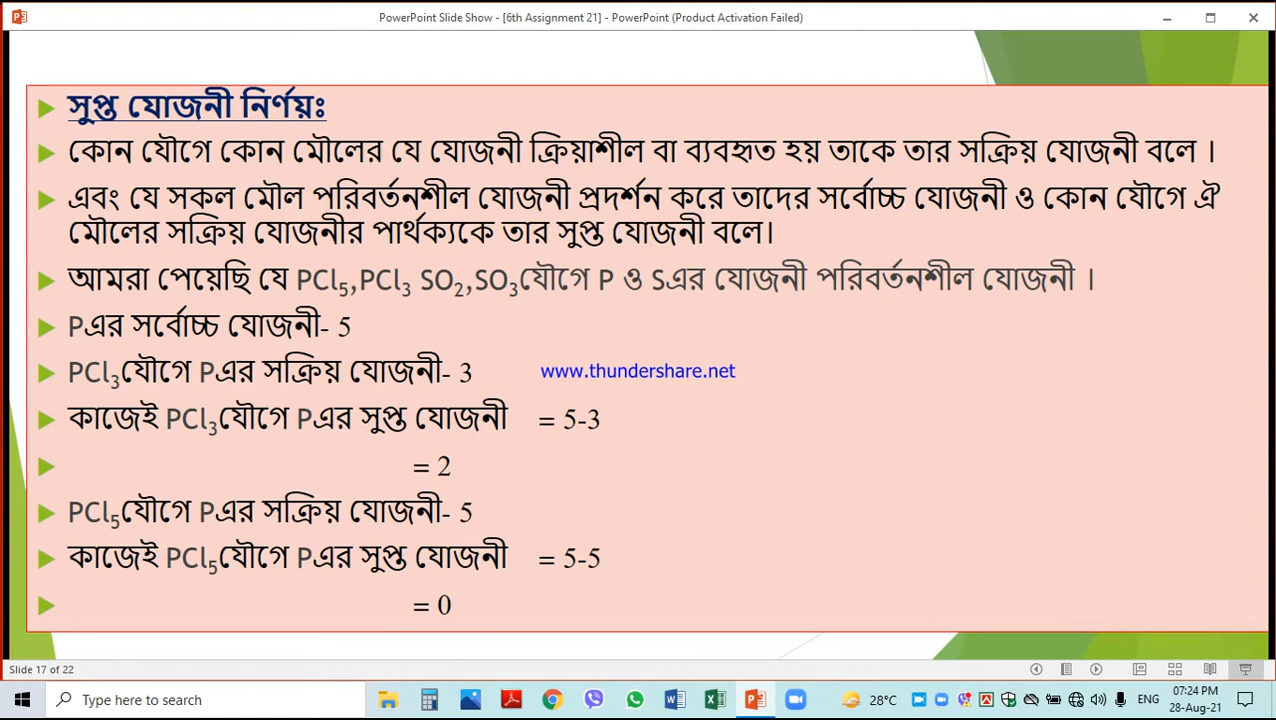 PowerPoint Slide Show - [6th Assignment 21] - PowerPoint (Product Activation Failed)
সুপ্ত যোজনী নির্ণয়ঃ
কোন যৌগে কোন মৌলের যে যোজনী ক্রিয়াশীল বা ব্যবহৃত হয় তাকে তার সক্রিয় যোজনী বলে ।
এবং যে সকল মৌল পরিবর্তনশীল যোজনী প্রদর্শন করে তাদের সর্বোচ্চ যোজনী ও কোন যৌগে ঐ
মৌলের সক্রিয় যোজনীর পার্থক্যকে তার সুপ্ত যোজনী বলে।
আমরা পেয়েছি যে PCl₅,PCl₃ SO₂,SO₃যৌগে P ও Sএর যোজনী পরিবর্তনশীল যোজনী ।
Pএর সর্বোচ্চ যোজনী- 5
PCl₃যৌগে Pএর সক্রিয় যোজনী- 3
www.thundershare.net
কাজেই PCl₃যৌগে Pএর সুপ্ত যোজনী = 5-3
= 2
PCl₅যৌগে Pএর সক্রিয় যোজনী- 5
কাজেই PCl₅যৌগে Pএর সুপ্ত যোজনী = 5-5
= 0
Slide 17 of 22
Type here to search
28°C
ENG
07:24 PM
28-Aug-21